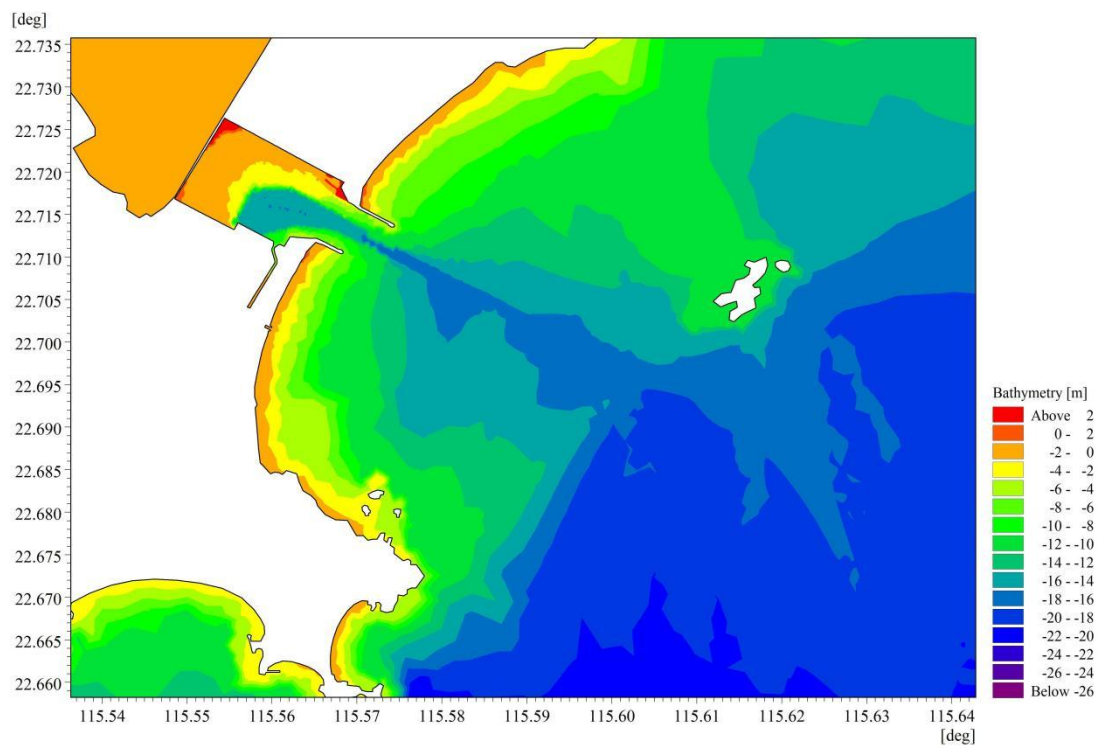 [deg]
22.735
22.730
22.725
22.720
22.715
22.710
22.705
22.700
22.695
22.690
22.685
22.680
22.675
22.670
22.665
22.660
115.54 115.55 115.56 115.57 115.58 115.59 115.60 115.61 115.62 115.63 115.64
[deg]
Bathymetry [m]
Above 2
0 - 2
-2 - 0
-4 - -2
-6 - -4
-8 - -6
-10 - -8
-12 - -10
-14 - -12
-16 - -14
-18 - -16
-20 - -18
-22 - -20
-24 - -22
-26 - -24
Below -26